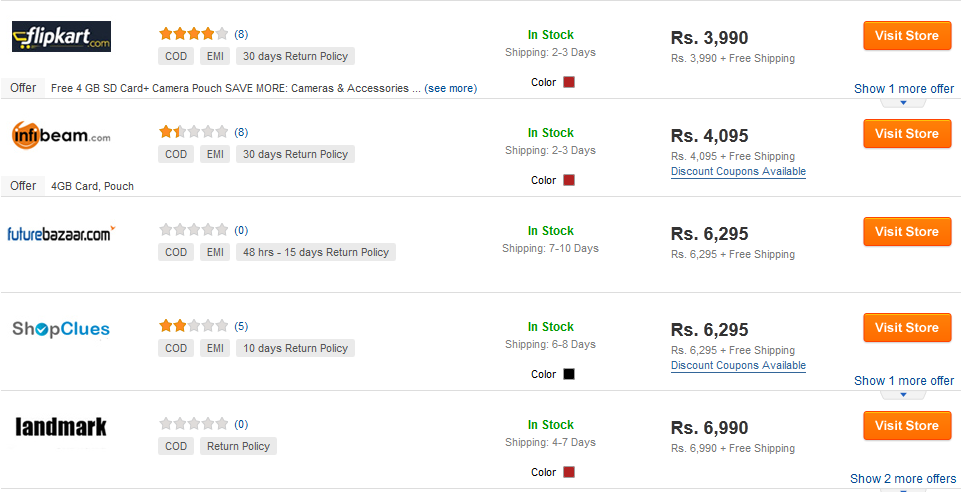 flipkart.com
(8)
COD EMI 30 days Return Policy
In Stock
Shipping: 2-3 Days
Color
Rs. 3,990
Rs. 3,990 + Free Shipping
Visit Store
Offer Free 4 GB SD Card+ Camera Pouch SAVE MORE: Cameras & Accessories ... (see more)
Show 1 more offer
infibeam.com
(8)
COD EMI 30 days Return Policy
In Stock
Shipping: 2-3 Days
Color
Rs. 4,095
Rs. 4,095 + Free Shipping
Discount Coupons Available
Visit Store
Offer 4GB Card, Pouch
futurebazaar.com
(0)
COD EMI 48 hrs - 15 days Return Policy
In Stock
Shipping: 7-10 Days
Rs. 6,295
Rs. 6,295 + Free Shipping
Visit Store
ShopClues
(5)
COD EMI 10 days Return Policy
In Stock
Shipping: 6-8 Days
Color
Rs. 6,295
Rs. 6,295 + Free Shipping
Discount Coupons Available
Visit Store
Show 1 more offer
landmark
(0)
COD Return Policy
In Stock
Shipping: 4-7 Days
Color
Rs. 6,990
Rs. 6,990 + Free Shipping
Visit Store
Show 2 more offers